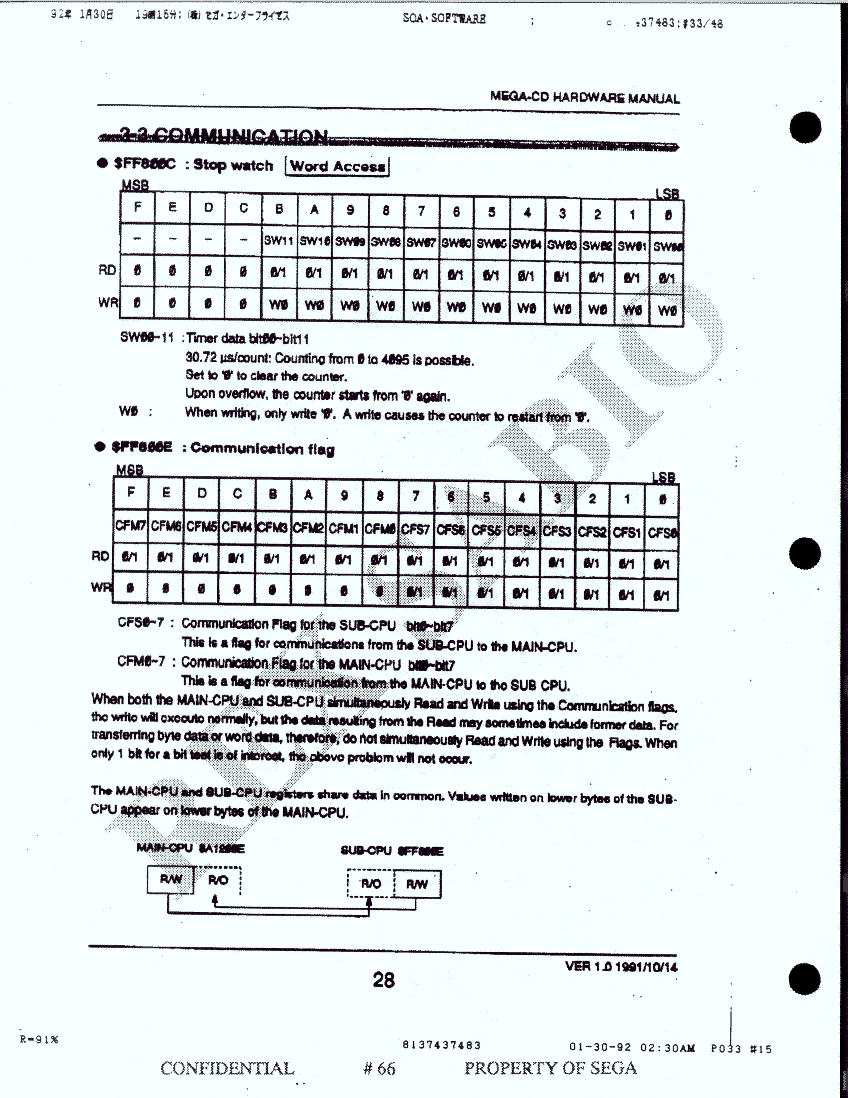 92年 1月30日 19時16分; (株) セガ・エンタープライゼス SOA・SOFTWARE ; 37483;#33/48
MEGA-CD HARDWARE MANUAL
3-3 COMMUNICATION
● $FF800C : Stop watch Word Access
MSB LSB
F E D C B A 9 8 7 6 5 4 3 2 1 0
– – – – SW11 SW10 SW09 SW08 SW07 SW06 SW05 SW04 SW03 SW02 SW01 SW00
RD 0 0 0 0 0/1 0/1 0/1 0/1 0/1 0/1 0/1 0/1 0/1 0/1 0/1 0/1
WR 0 0 0 0 W0 W0 W0 W0 W0 W0 W0 W0 W0 W0 W0 W0
SW00-11 : Timer data bit00~bit11
30.72 µs/count: Counting from 0 to 4095 is possible.
Set to '0' to clear the counter.
Upon overflow, the counter starts from '0' again.
W0 : When writing, only write '0'. A write causes the counter to restart from '0'.
● $FF800E : Communication flag
MSB LSB
F E D C B A 9 8 7 6 5 4 3 2 1 0
CFM7 CFM6 CFM5 CFM4 CFM3 CFM2 CFM1 CFM0 CFS7 CFS6 CFS5 CFS4 CFS3 CFS2 CFS1 CFS0
RD 0/1 0/1 0/1 0/1 0/1 0/1 0/1 0/1 0/1 0/1 0/1 0/1 0/1 0/1 0/1 0/1
WR 0 0 0 0 0 0 0 0 0/1 0/1 0/1 0/1 0/1 0/1 0/1 0/1
CFS0-7 : Communication Flag for the SUB-CPU bit0~bit7
This is a flag for communications from the SUB-CPU to the MAIN-CPU.
CFM0-7 : Communication Flag for the MAIN-CPU bit0~bit7
This is a flag for communication from the MAIN-CPU to the SUB CPU.
When both the MAIN-CPU and SUB-CPU simultaneously Read and Write using the Communication flags,
the write will execute normally, but the data resulting from the Read may sometimes include former data. For
transferring byte data or word data, therefore, do not simultaneously Read and Write using the Flags. When
only 1 bit for a bit test is of interest, the above problem will not occur.
The MAIN-CPU and SUB-CPU registers share data in common. Values written on lower bytes of the SUB-
CPU appear on lower bytes of the MAIN-CPU.
MAIN-CPU $A1200E SUB-CPU $FF800E
R/W R/O R/O R/W
VER 1.0 1991/10/14
28
R=91%
8137437483 01-30-92 02:30AM P033 #15
CONFIDENTIAL # 66 PROPERTY OF SEGA